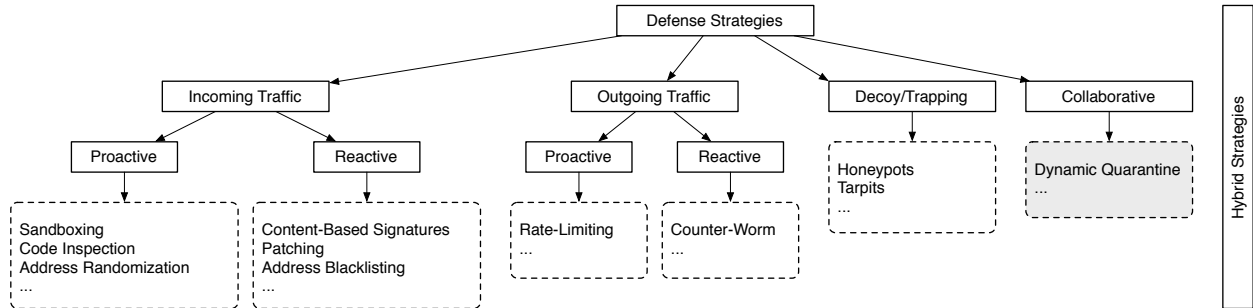 Defense Strategies
Incoming Traffic
Outgoing Traffic
Decoy/Trapping
Collaborative
Proactive
Reactive
Proactive
Reactive
Sandboxing
Code Inspection
Address Randomization
...
Content-Based Signatures
Patching
Address Blacklisting
...
Rate-Limiting
...
Counter-Worm
...
Honeypots
Tarpits
...
Dynamic Quarantine
...
Hybrid Strategies